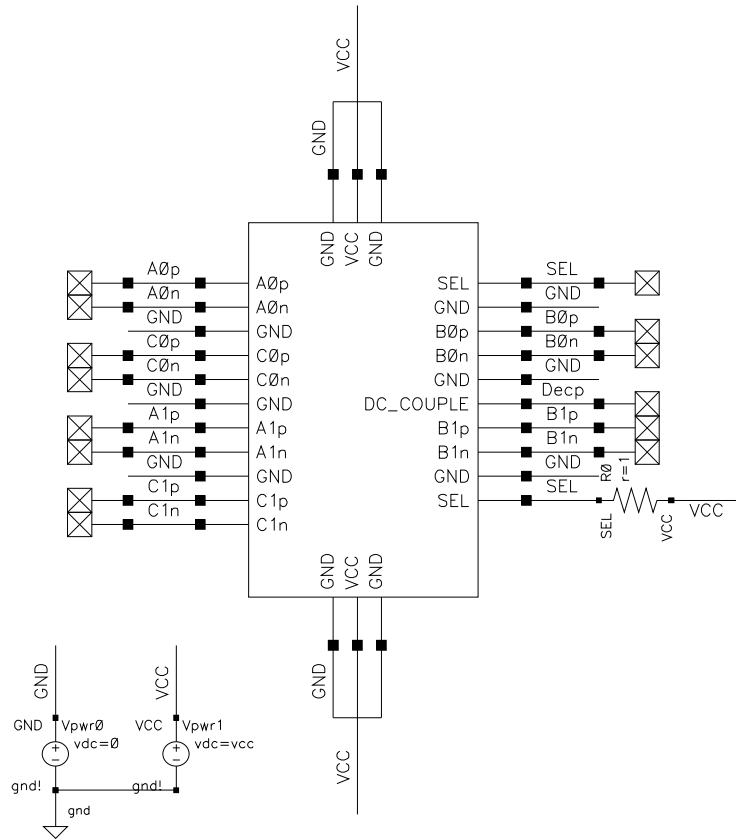 VCC
GND
GND VCC GND
A0p A0p SEL SEL
A0n A0n GND GND
GND GND B0p B0p
C0p C0p B0n B0n
C0n C0n GND GND
GND GND DC_COUPLE Decp
A1p A1p B1p B1p
A1n A1n B1n B1n
GND GND GND GND
R0 r=1
C1p C1p SEL SEL
SEL VCC VCC
C1n C1n
GND VCC GND
GND
VCC
GND VCC
GND Vpwr0 VCC Vpwr1
vdc=0 vdc=vcc
gnd! gnd!
gnd